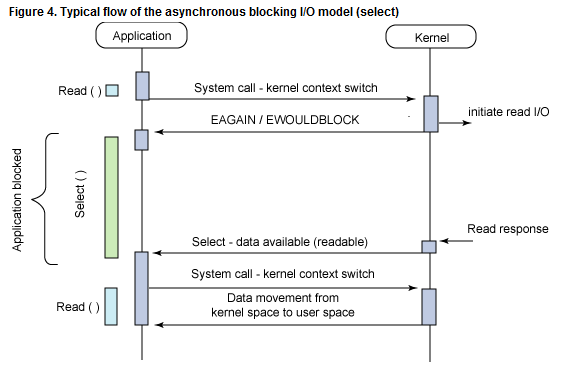 Figure 4. Typical flow of the asynchronous blocking I/O model (select)
Application
Kernel
Read ( )
System call - kernel context switch
initiate read I/O
EAGAIN / EWOULDBLOCK
Application blocked
Select ( )
Read response
Select - data available (readable)
System call - kernel context switch
Read ( )
Data movement from
kernel space to user space